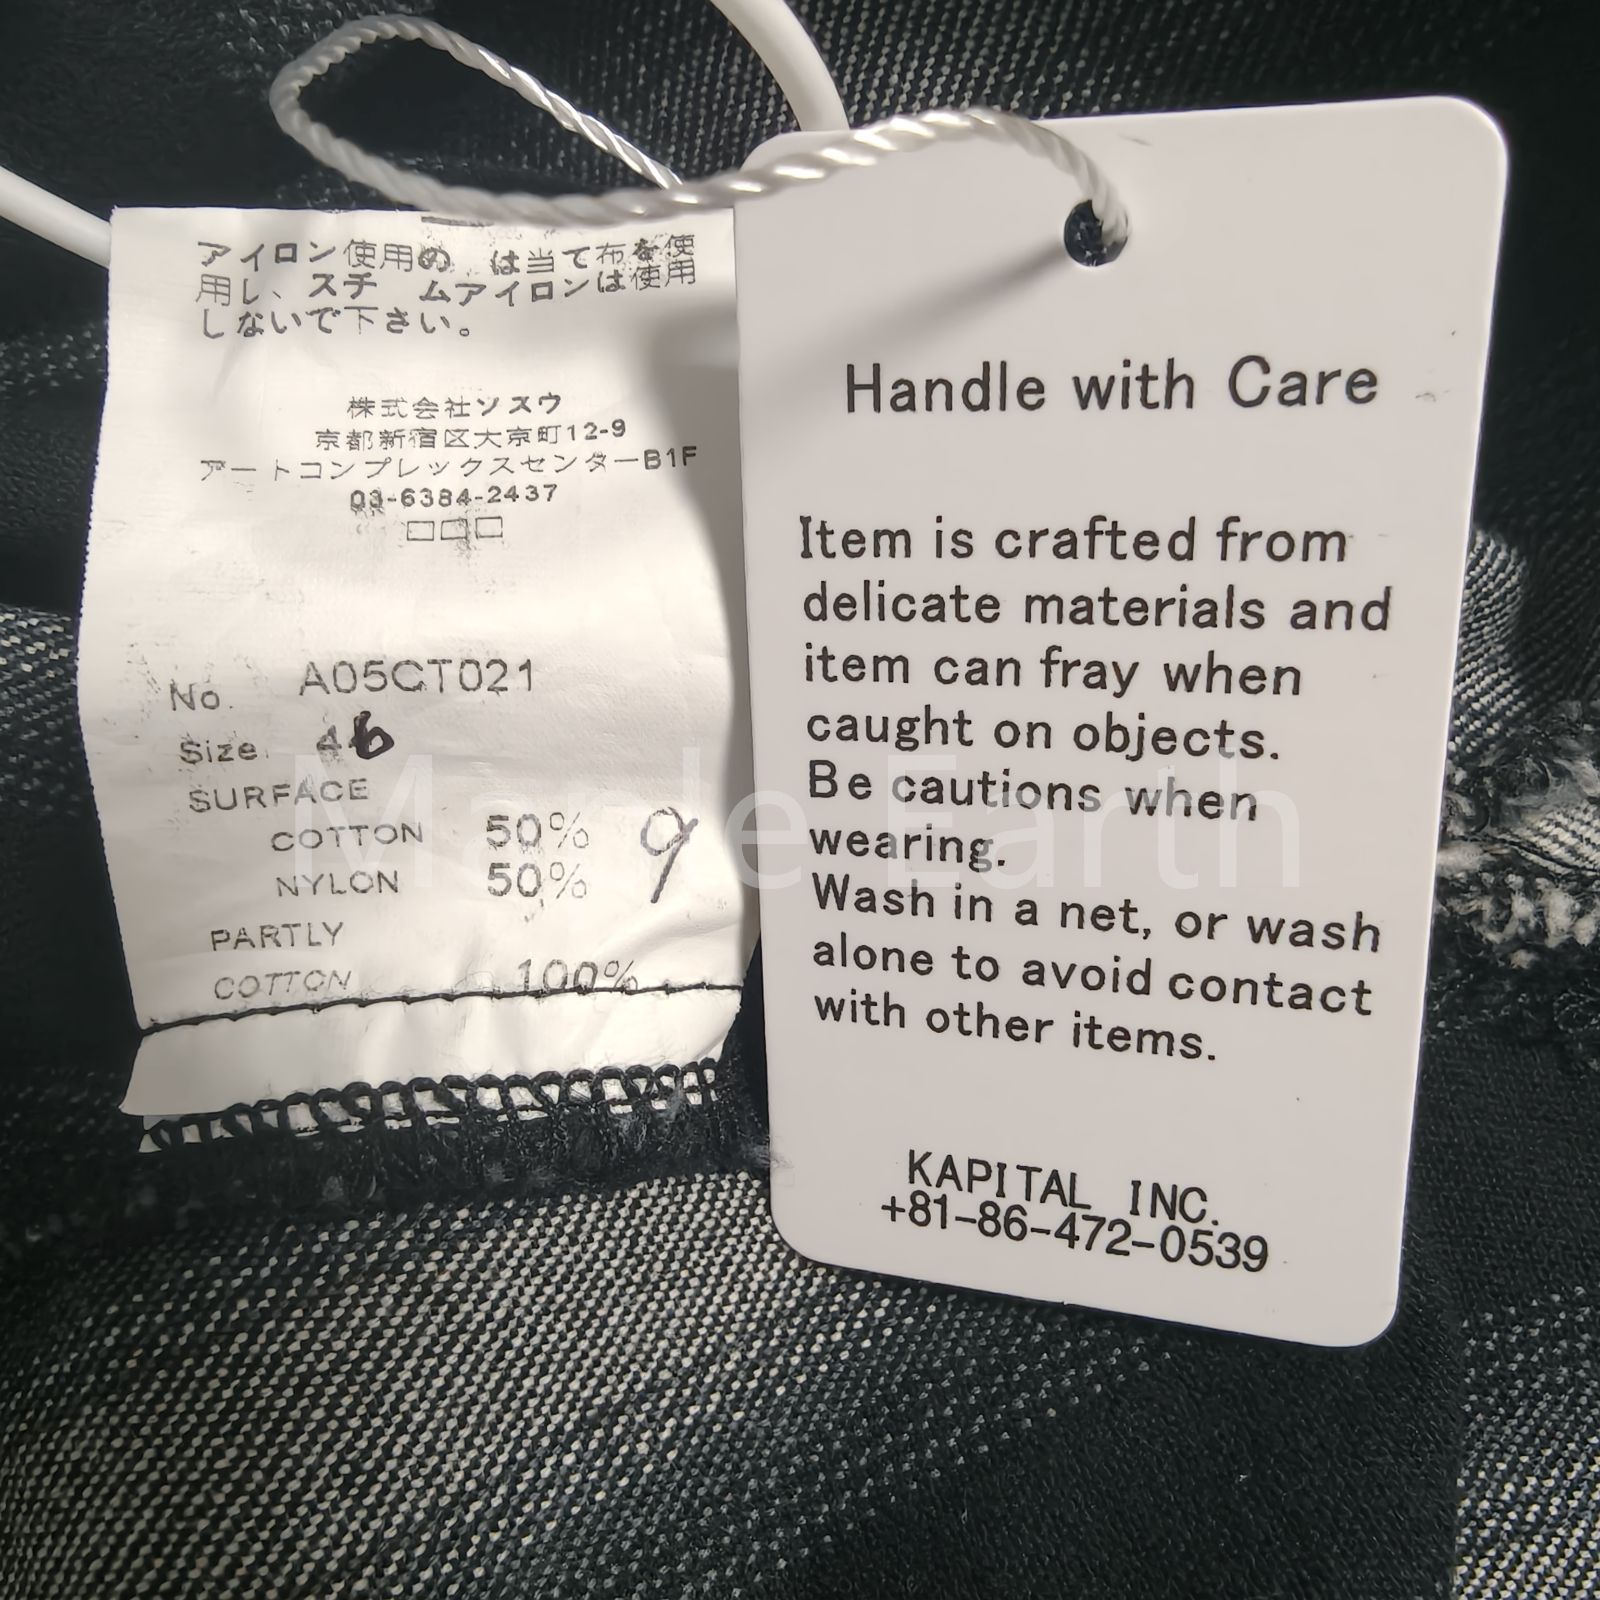 アイロン使用の は当て布を使
用し、スチ ムアイロンは使用
しないで下さい。
株式会社ソスウ
京都新宿区大京町12-9
アートコンプレックスセンターB1F
03-6384-2437
□□□
No. A05CT021
Size 46
SURFACE
COTTON 50%
NYLON 50%
9
PARTLY
COTTON 100%
Handle with Care
Item is crafted from
delicate materials and
item can fray when
caught on objects.
Be cautions when
wearing.
Wash in a net, or wash
alone to avoid contact
with other items.
KAPITAL INC.
+81-86-472-0539
Maple Earth